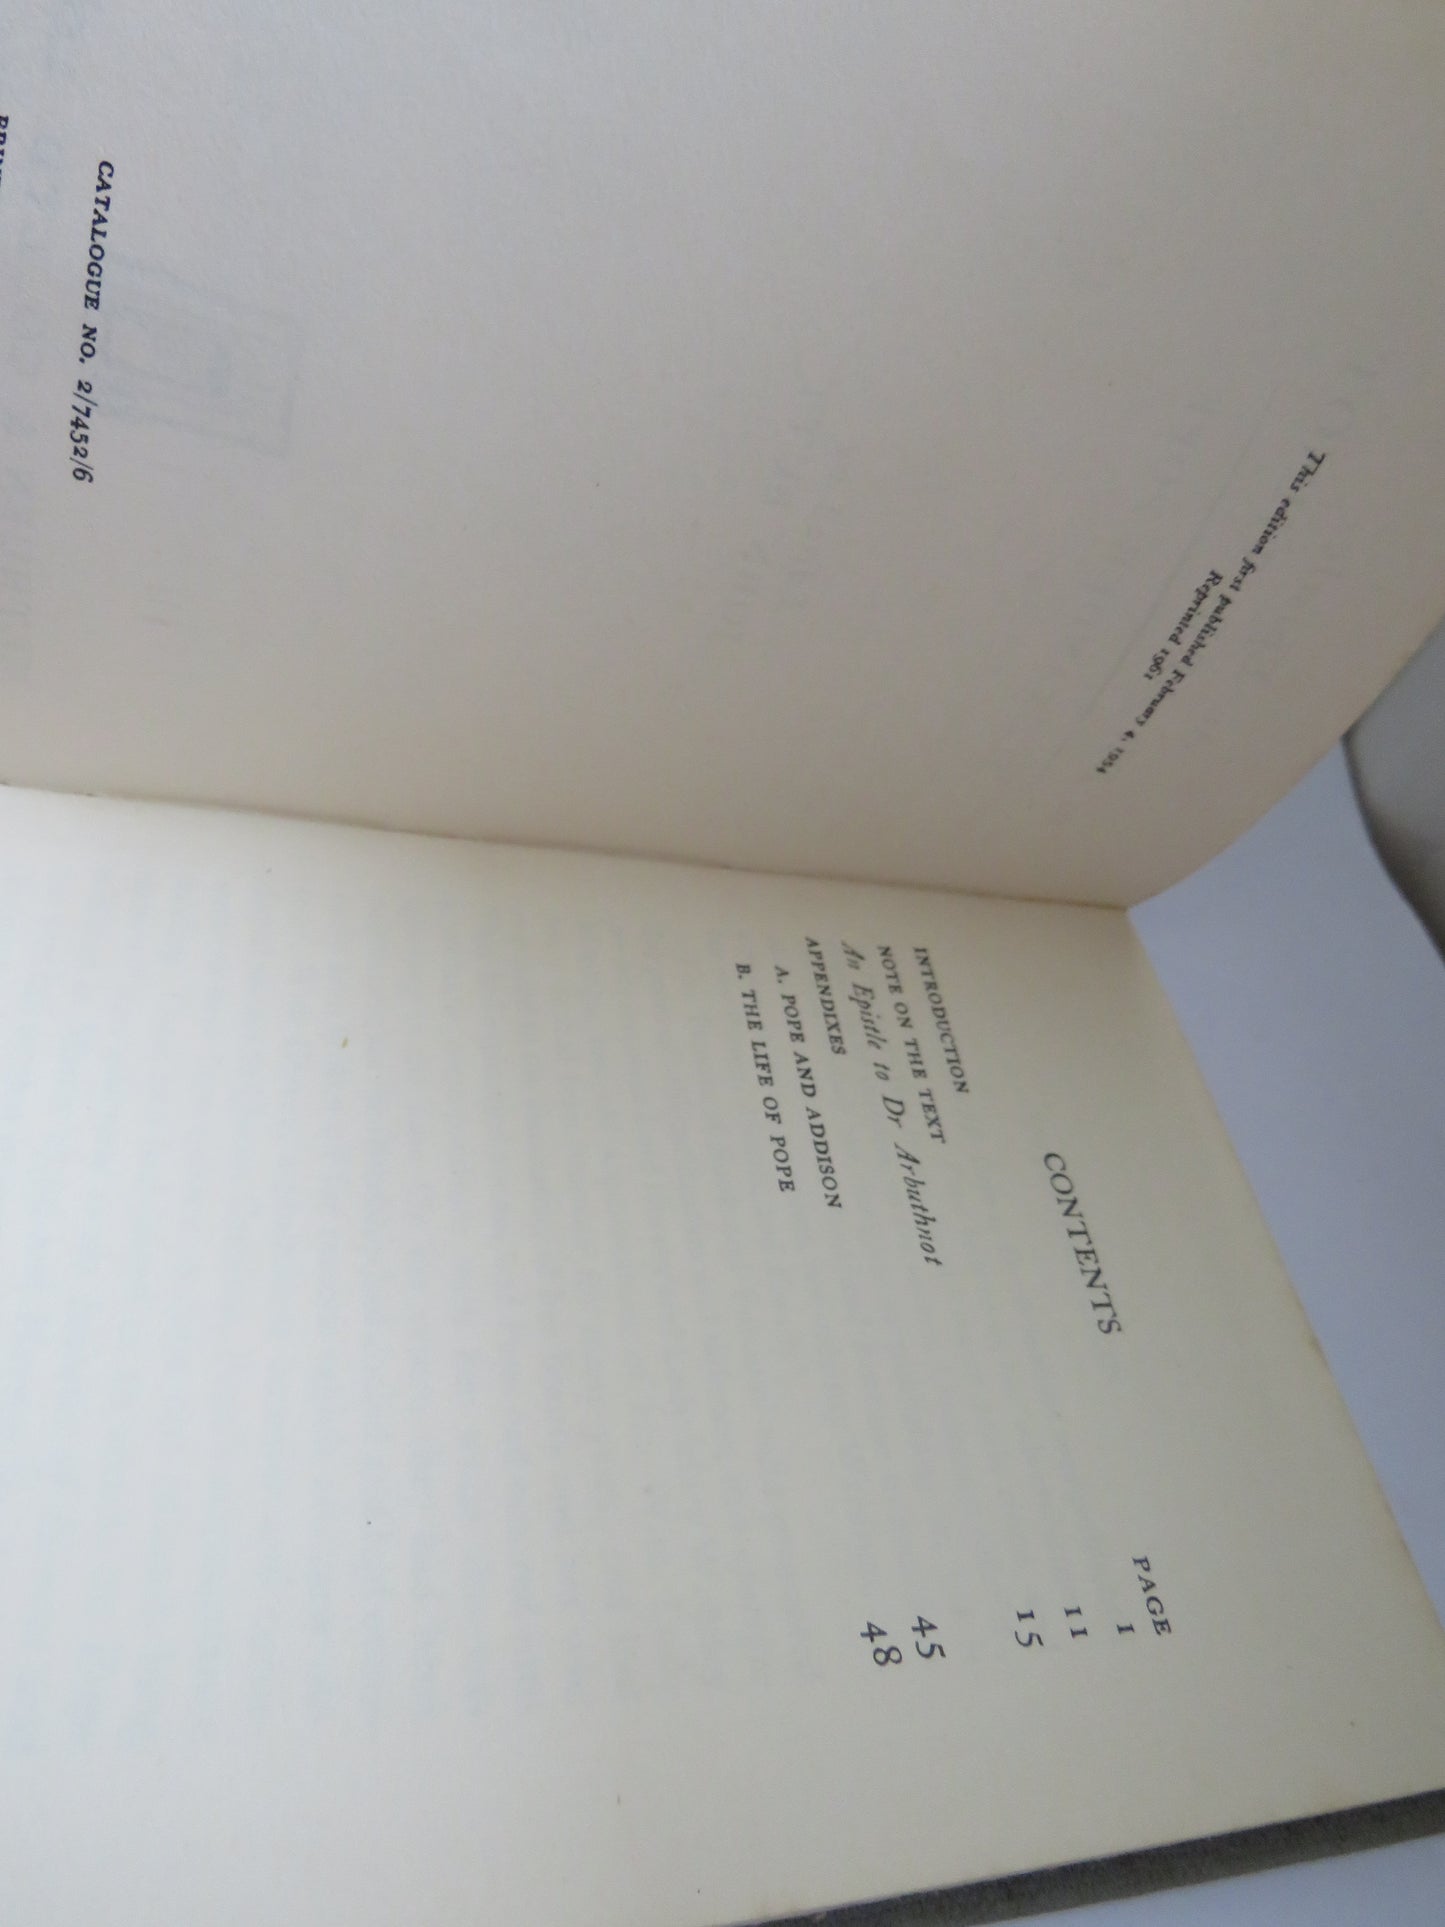 This edition first published February 4, 1954
Reprinted 1961
CATALOGUE NO. 2/7452/6
CONTENTS
PAGE
INTRODUCTION 1
NOTE ON THE TEXT 11
An Epistle to Dr Arbuthnot 15
APPENDIXES
A. POPE AND ADDISON 45
B. THE LIFE OF POPE 48